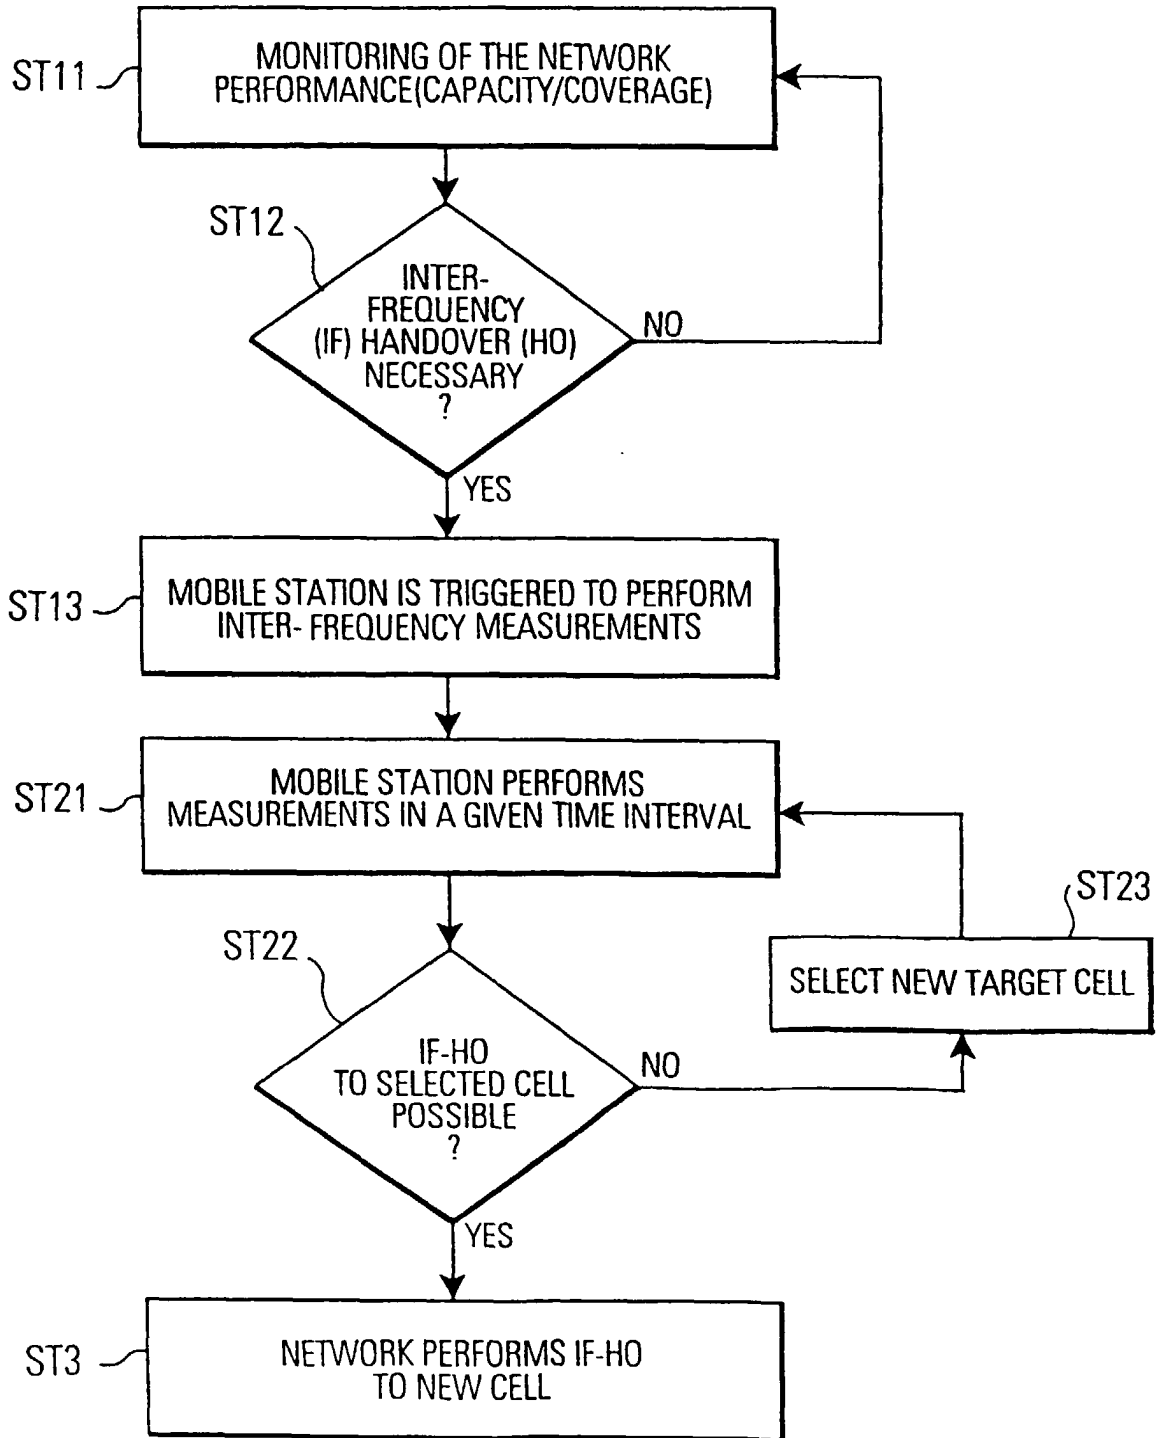 ST11
MONITORING OF THE NETWORK
PERFORMANCE(CAPACITY/COVERAGE)
ST12
INTER-
FREQUENCY
(IF) HANDOVER (HO)
NECESSARY
?
NO
YES
ST13
MOBILE STATION IS TRIGGERED TO PERFORM
INTER- FREQUENCY MEASUREMENTS
ST21
MOBILE STATION PERFORMS
MEASUREMENTS IN A GIVEN TIME INTERVAL
ST23
SELECT NEW TARGET CELL
ST22
IF-HO
TO SELECTED CELL
POSSIBLE
?
NO
YES
ST3
NETWORK PERFORMS IF-HO
TO NEW CELL